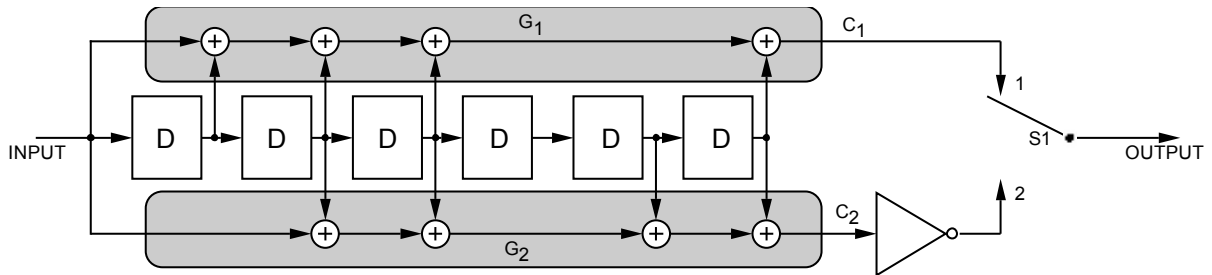 G1
C1
+ + + +
1
D D D D D D
INPUT
S1
OUTPUT
2
+ + + +
G2
C2